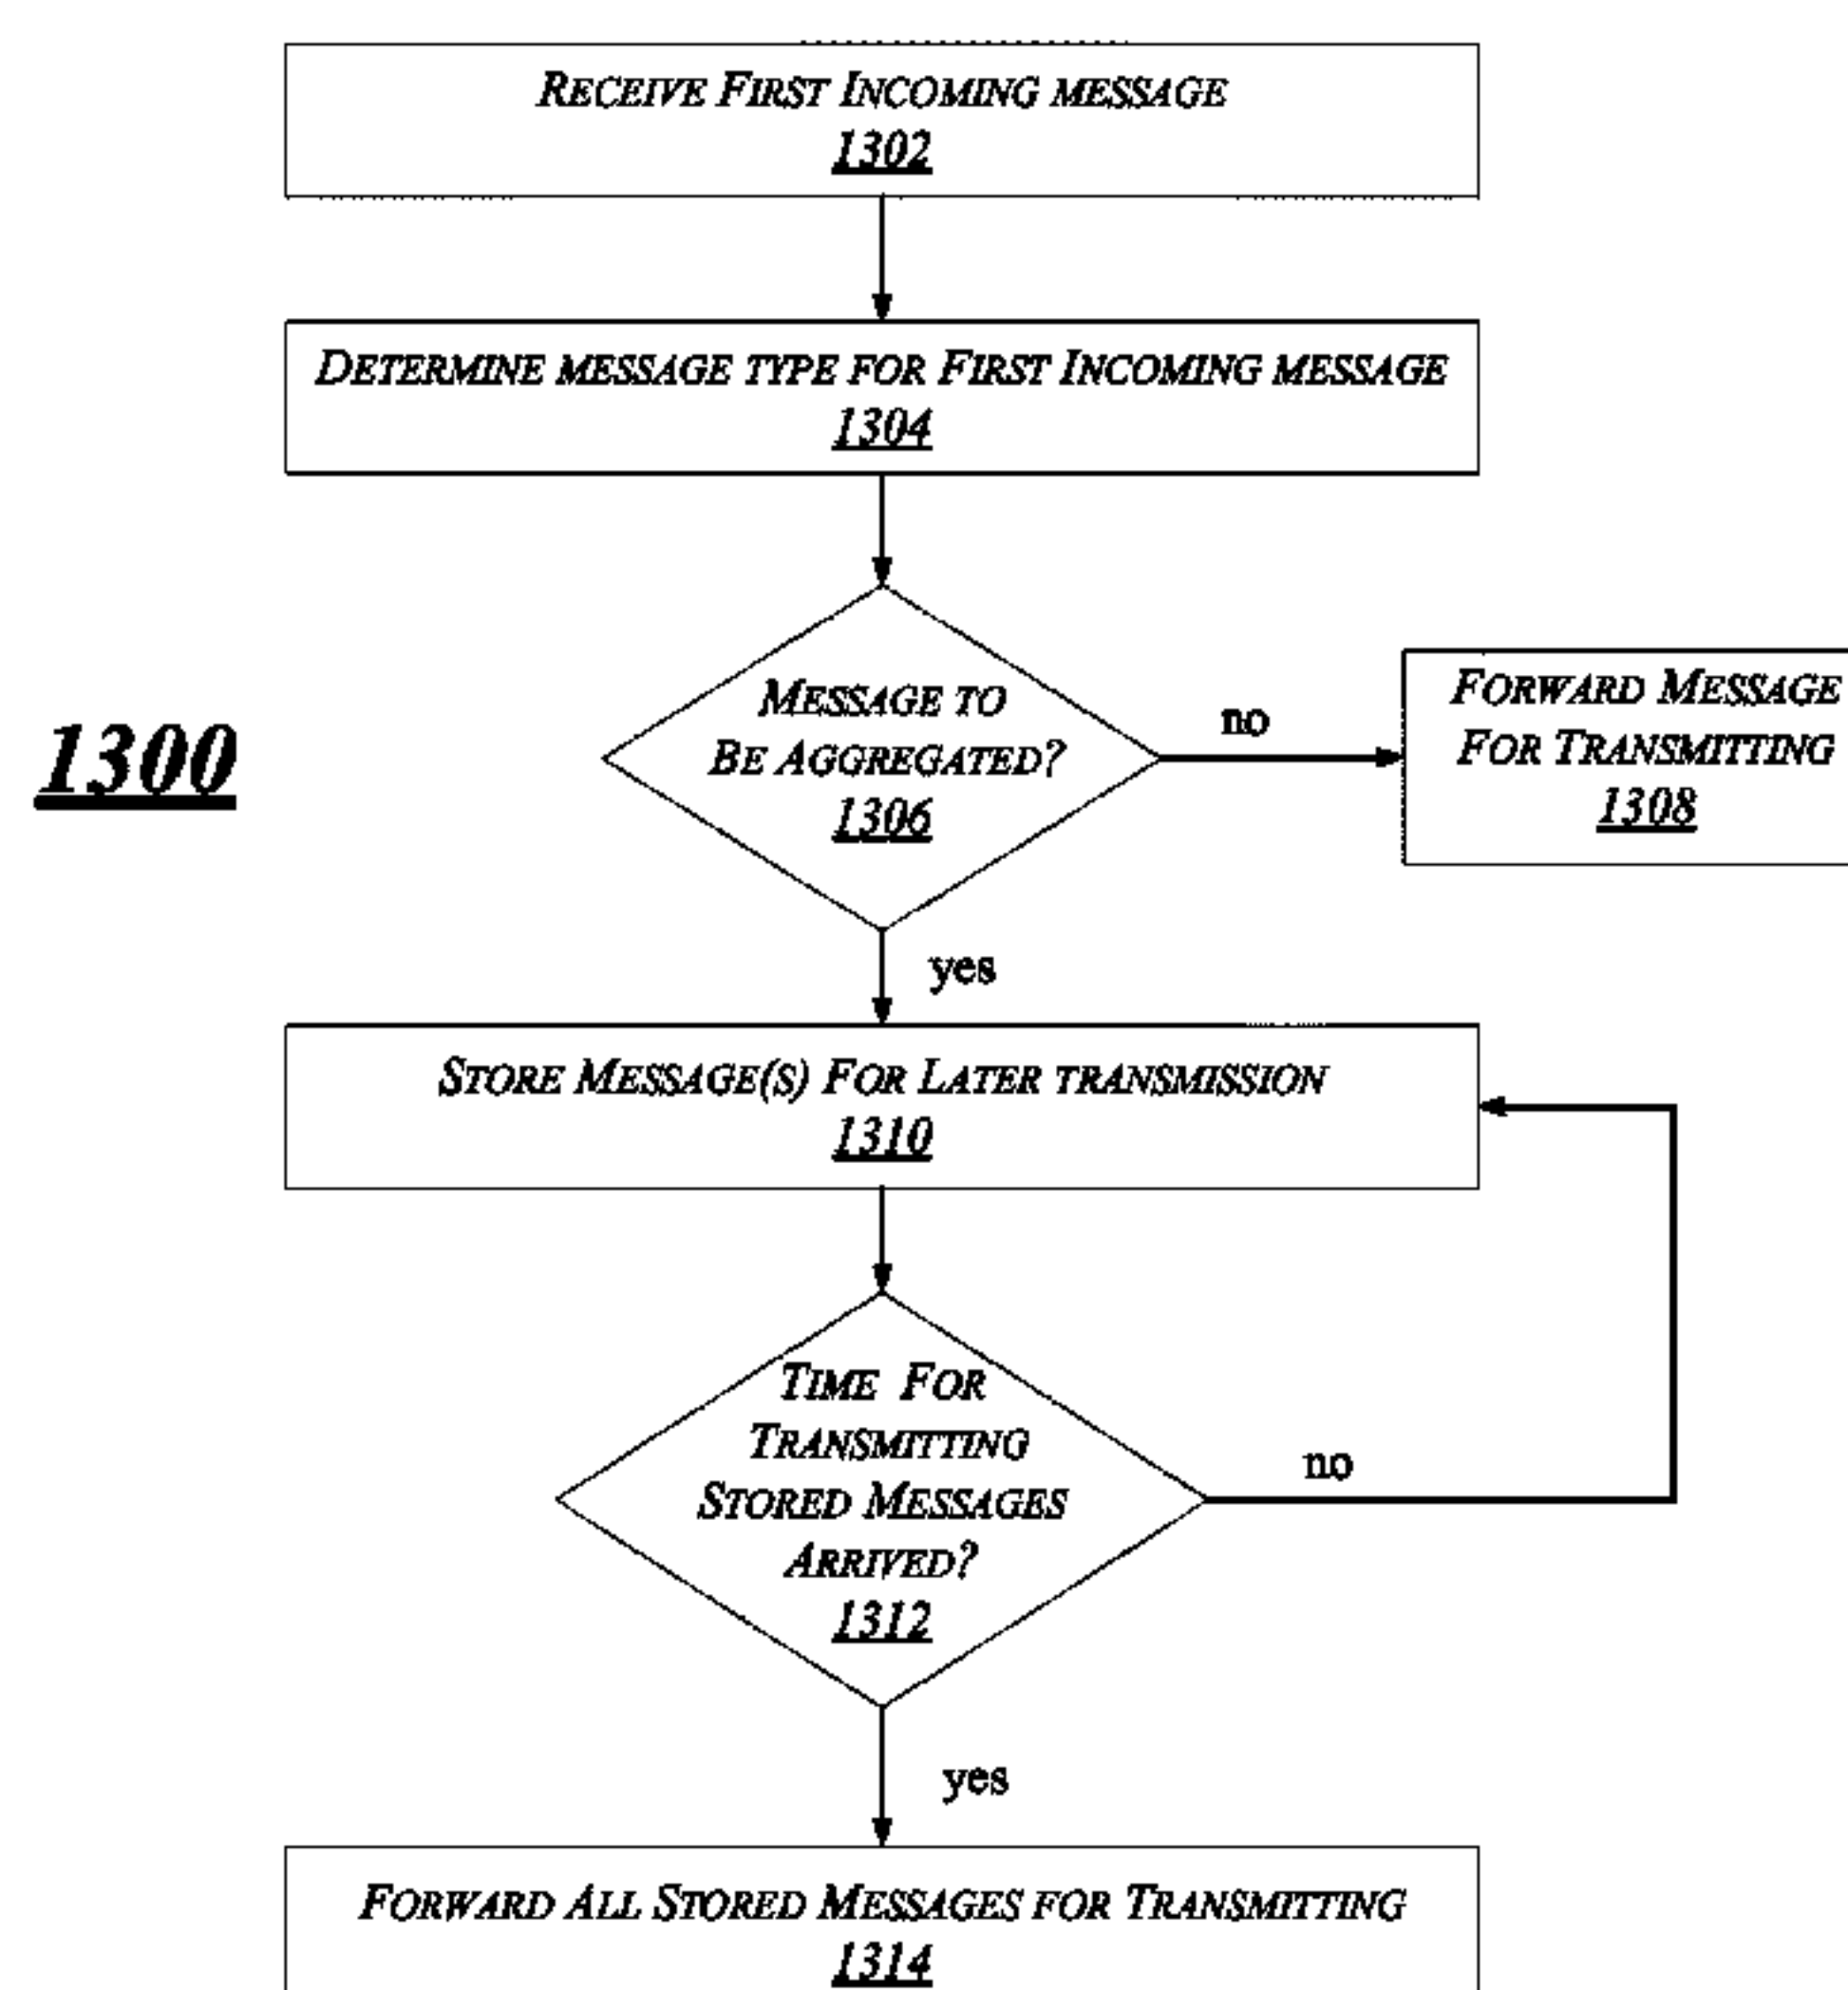 RECEIVE FIRST INCOMING MESSAGE
1302
DETERMINE MESSAGE TYPE FOR FIRST INCOMING MESSAGE
1304
MESSAGE TO
BE AGGREGATED?
1306
no
FORWARD MESSAGE
FOR TRANSMITTING
1308
1300
yes
STORE MESSAGE(S) FOR LATER TRANSMISSION
1310
TIME FOR
TRANSMITTING
STORED MESSAGES
ARRIVED?
1312
no
yes
FORWARD ALL STORED MESSAGES FOR TRANSMITTING
1314